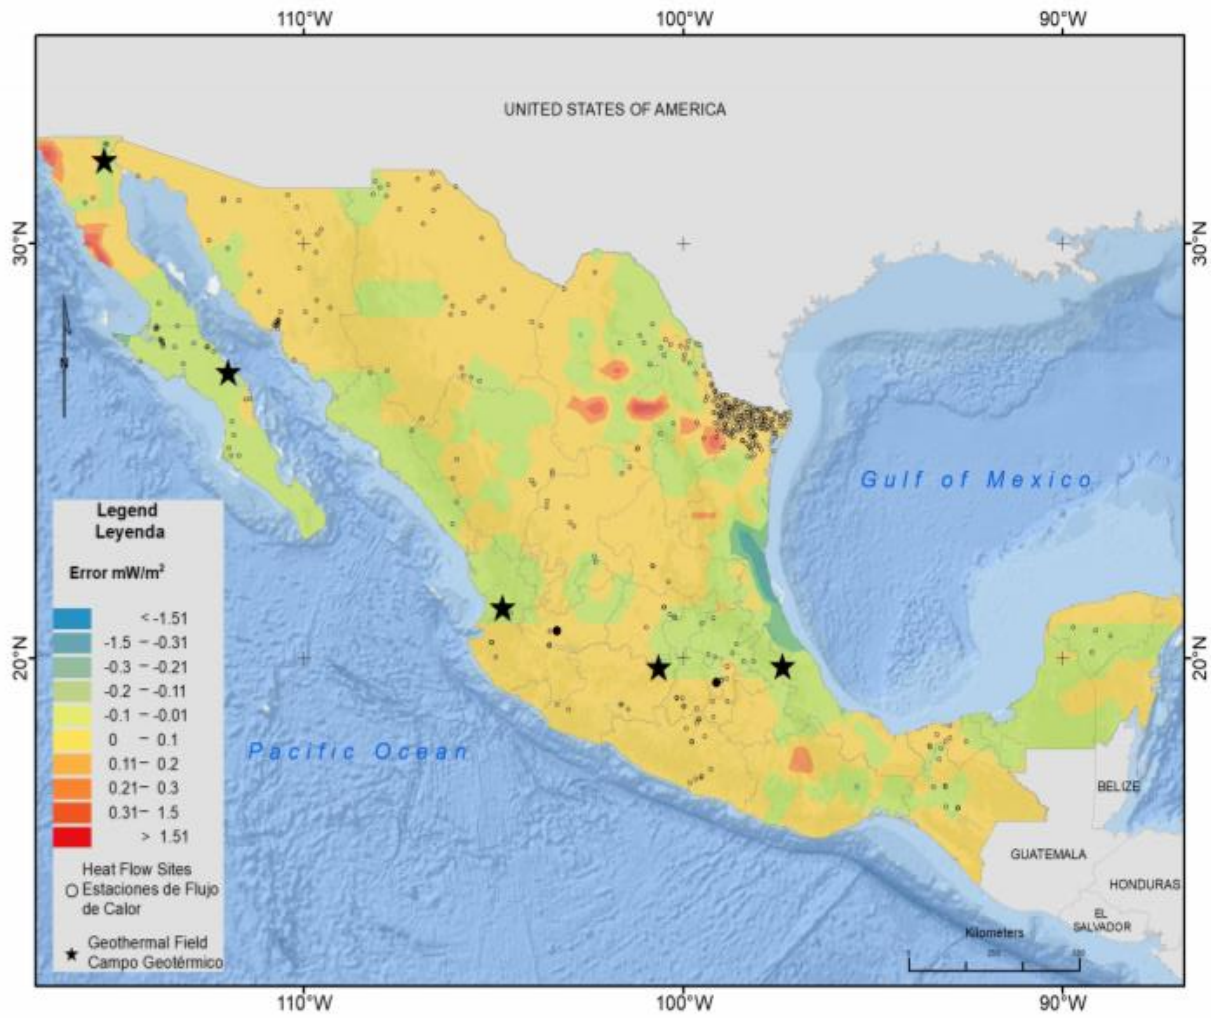 110°W 100°W 90°W
UNITED STATES OF AMERICA
30°N 30°N
N
Gulf of Mexico
Legend
Leyenda
Error mW/m²
< -1.51
-1.5 – -0.31
-0.3 – -0.21
-0.2 – -0.11
-0.1 – -0.01
0 – 0.1
0.11 – 0.2
0.21 – 0.3
0.31 – 1.5
> 1.51
Heat Flow Sites
Estaciones de Flujo
de Calor
Geothermal Field
Campo Geotérmico
20°N 20°N
Pacific Ocean
BELIZE
GUATEMALA
HONDURAS
EL
SALVADOR
Kilometers
110°W 100°W 90°W